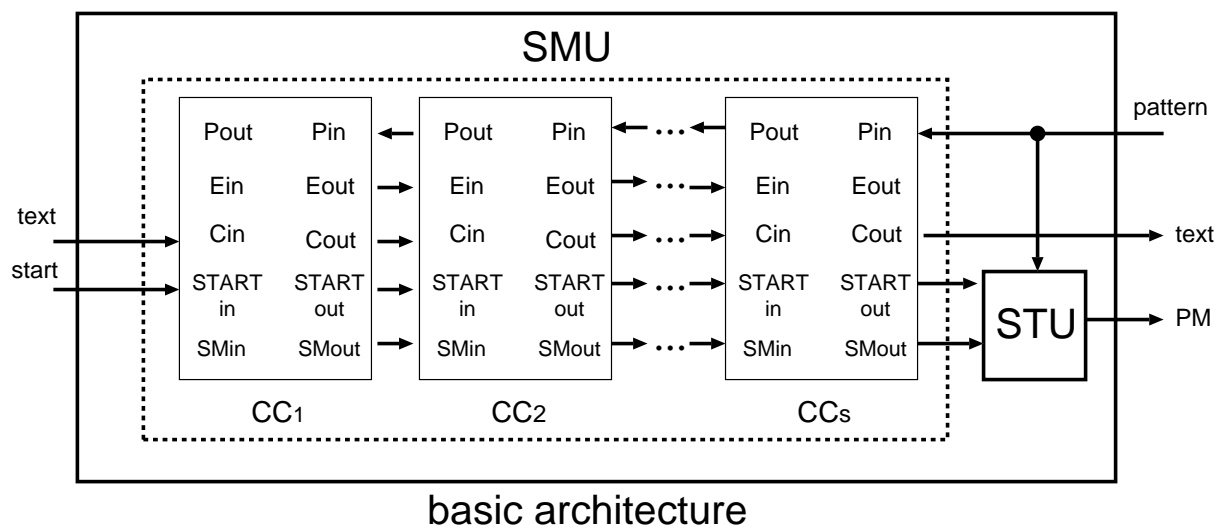 SMU
Pout Pin Pout Pin ... Pout Pin pattern
Ein Eout Ein Eout ... Ein Eout
text Cin Cout Cin Cout ... Cin Cout text
start START START START START ... START START
in out in out in out STU PM
SMin SMout SMin SMout ... SMin SMout
CC1 CC2 CCs
basic architecture